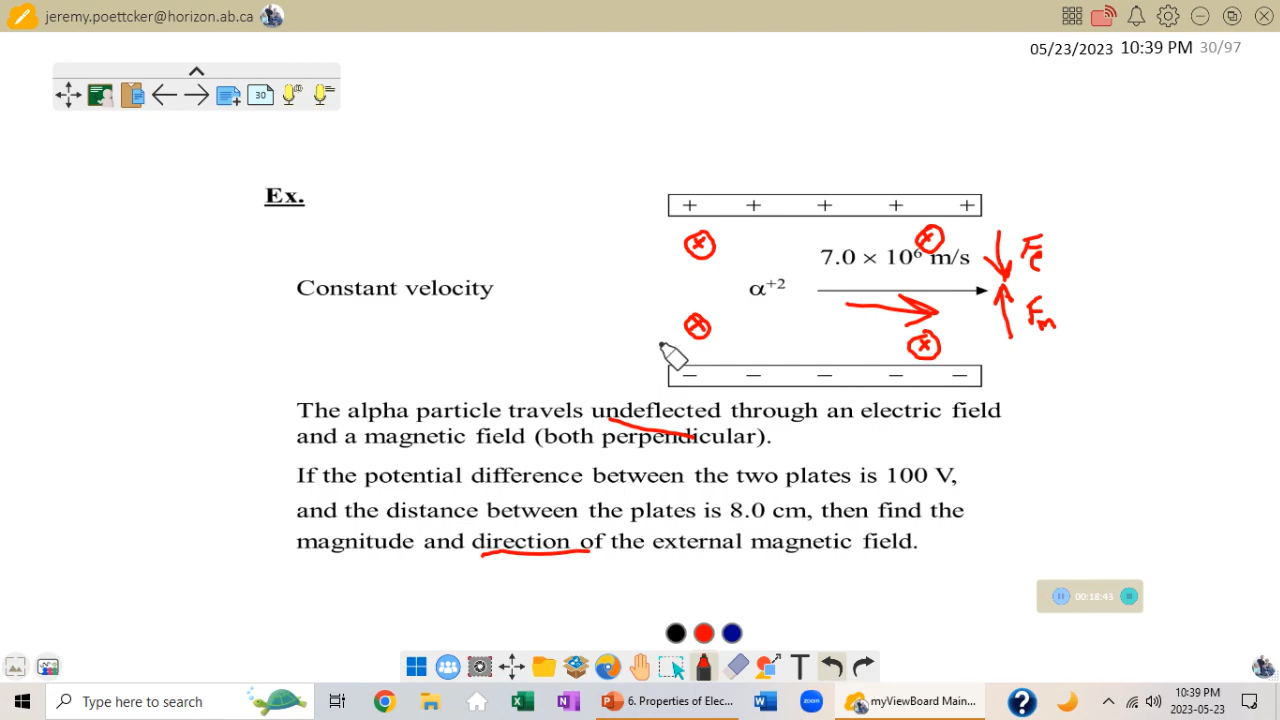 jeremy.poettcker@horizon.ab.ca
05/23/2023 10:39 PM 30/97
30
Ex.
+ + + + +
7.0 × 10⁶ m/s
Fe
Constant velocity
α⁺²
Fm
− − − − −
The alpha particle travels undeflected through an electric field
and a magnetic field (both perpendicular).
If the potential difference between the two plates is 100 V,
and the distance between the plates is 8.0 cm, then find the
magnitude and direction of the external magnetic field.
00:18:43
Type here to search
6. Properties of Elec...
myViewBoard Main...
10:39 PM
2023-05-23